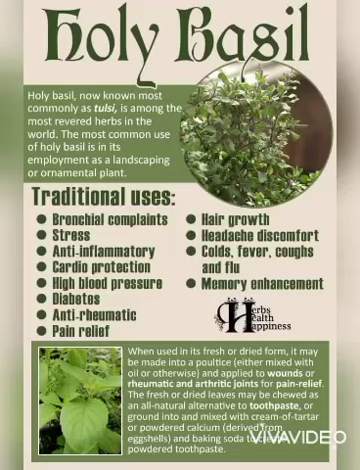 Holy Basil
Holy basil, now known most
commonly as tulsi, is among the
most revered herbs in the
world. The most common use
of holy basil is in its
employment as a landscaping
or ornamental plant.
Traditional uses:
Bronchial complaints
Stress
Anti-inflammatory
Cardio protection
High blood pressure
Diabetes
Anti-rheumatic
Pain relief
Hair growth
Headache discomfort
Colds, fever, coughs
and flu
Memory enhancement
Herbs
Health
Happiness
When used in its fresh or dried form, it may
be made into a poultice (either mixed with
oil or otherwise) and applied to wounds or
rheumatic and arthritic joints for pain-relief.
The fresh or dried leaves may be chewed as
an all-natural alternative to toothpaste, or
ground into and mixed with cream-of-tartar
or powdered calcium (derived from
eggshells) and baking soda to
powdered toothpaste.
VIVAVIDEO